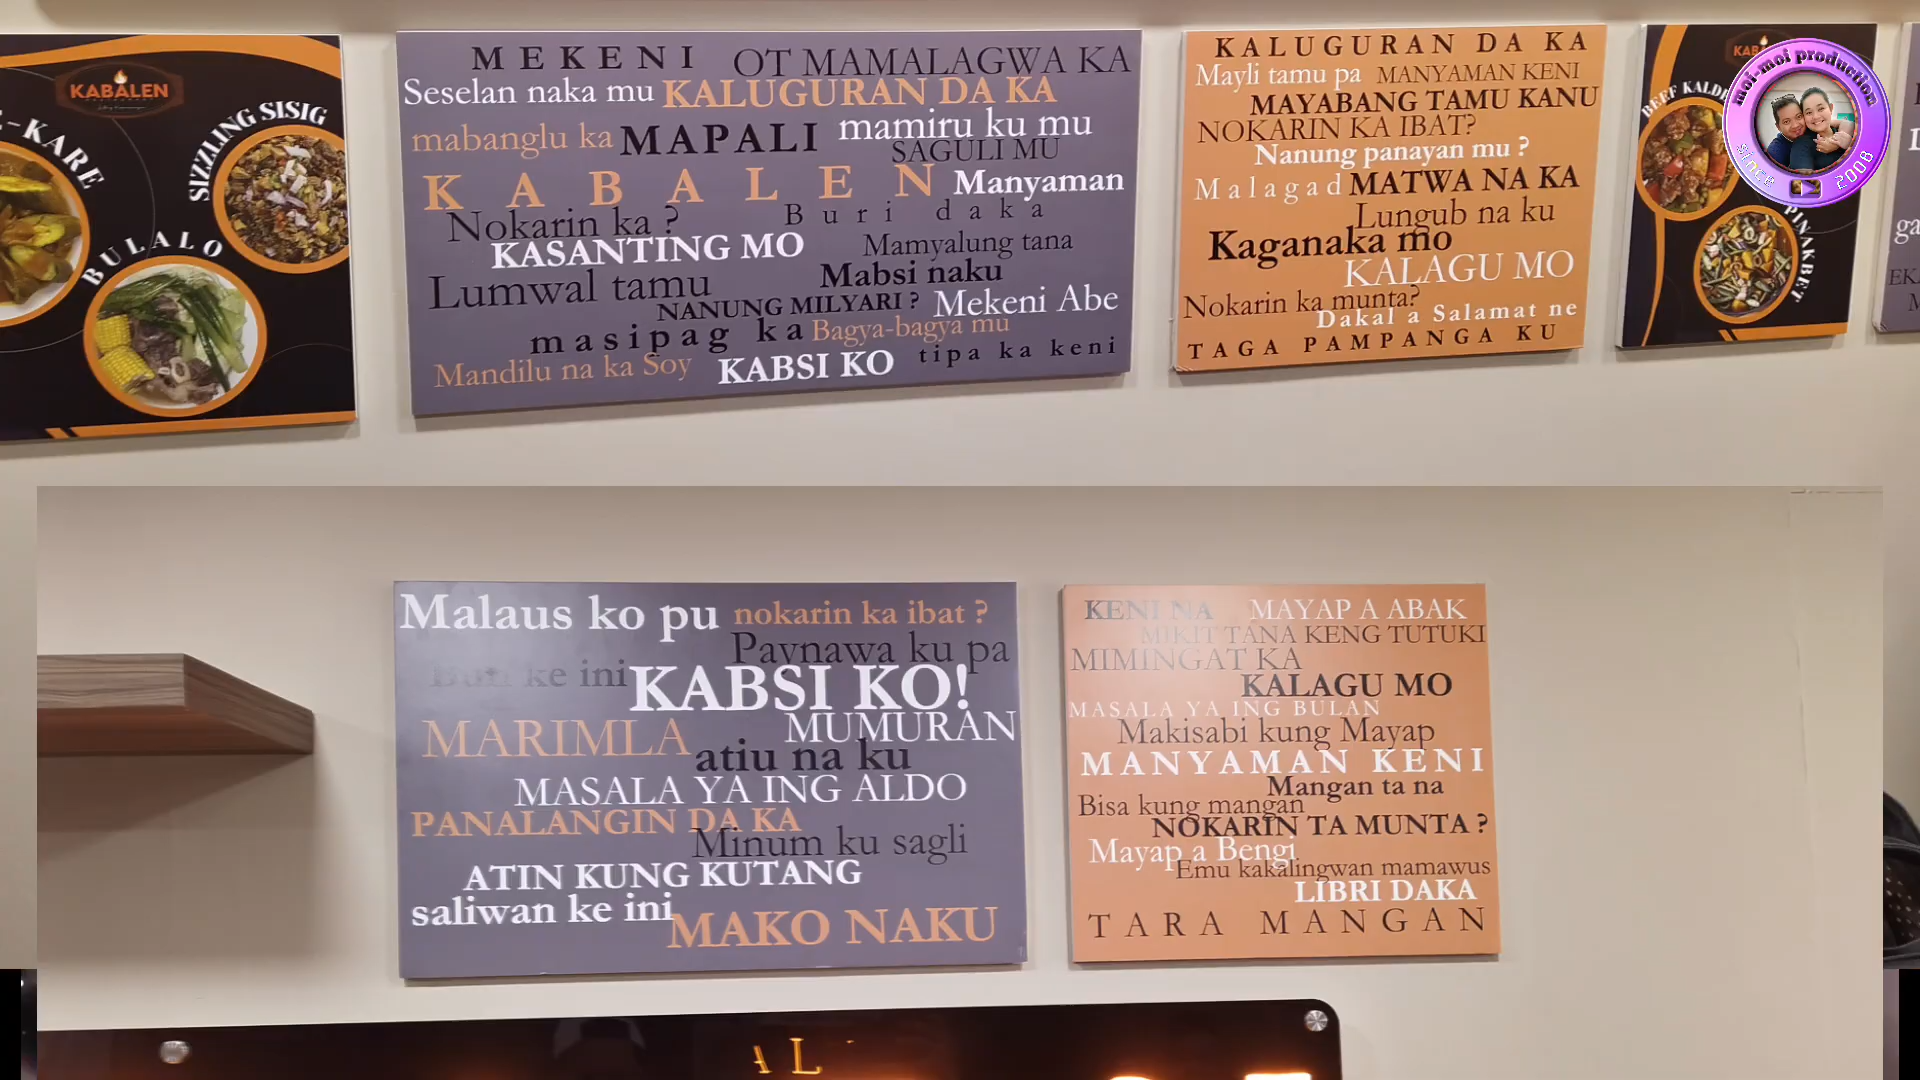 KABALEN
-KARE
SIZZLING SISIG
BULALO
MEKENI OT MAMALAGWA KA
Seselan naka mu KALUGURAN DA KA
mabanglu ka MAPALI mamiru ku mu
SAGULI MU
KABALEN Manyaman
Nokarin ka ? Buri daka
KASANTING MO Mamyalung tana
Lumwal tamu Mabsi naku
NANUNG MILYARI ? Mekeni Abe
masipag ka Bagya-bagya mu
Mandilu na ka Soy KABSI KO tipa ka keni
KALUGURAN DA KA
Mayli tamu pa MANYAMAN KENI
MAYABANG TAMU KANU
NOKARIN KA IBAT?
Nanung panayan mu ?
Malagad MATWA NA KA
Lungub na ku
Kaganaka mo
KALAGU MO
Nokarin ka munta?
Dakal a Salamat ne
TAGA PAMPANGA KU
BEEF KALDE
PINAKBET
moi-moi production
since 2008
Malaus ko pu nokarin ka ibat ?
Paynawa ku pa
ke ini KABSI KO!
MARIMLA MUMURAN
atiu na ku
MASALA YA ING ALDO
PANALANGIN DA KA
Minum ku sagli
ATIN KUNG KUTANG
saliwan ke ini
MAKO NAKU
KENI NA MAYAP A ABAK
MIKIT TANA KENG TUTUKI
MIMINGAT KA
KALAGU MO
MASALA YA ING BULAN
Makisabi kung Mayap
MANYAMAN KENI
Mangan ta na
Bisa kung mangan
NOKARIN TA MUNTA ?
Mayap a Bengi
Emu kakalingwan mamawus
LIBRI DAKA
TARA MANGAN